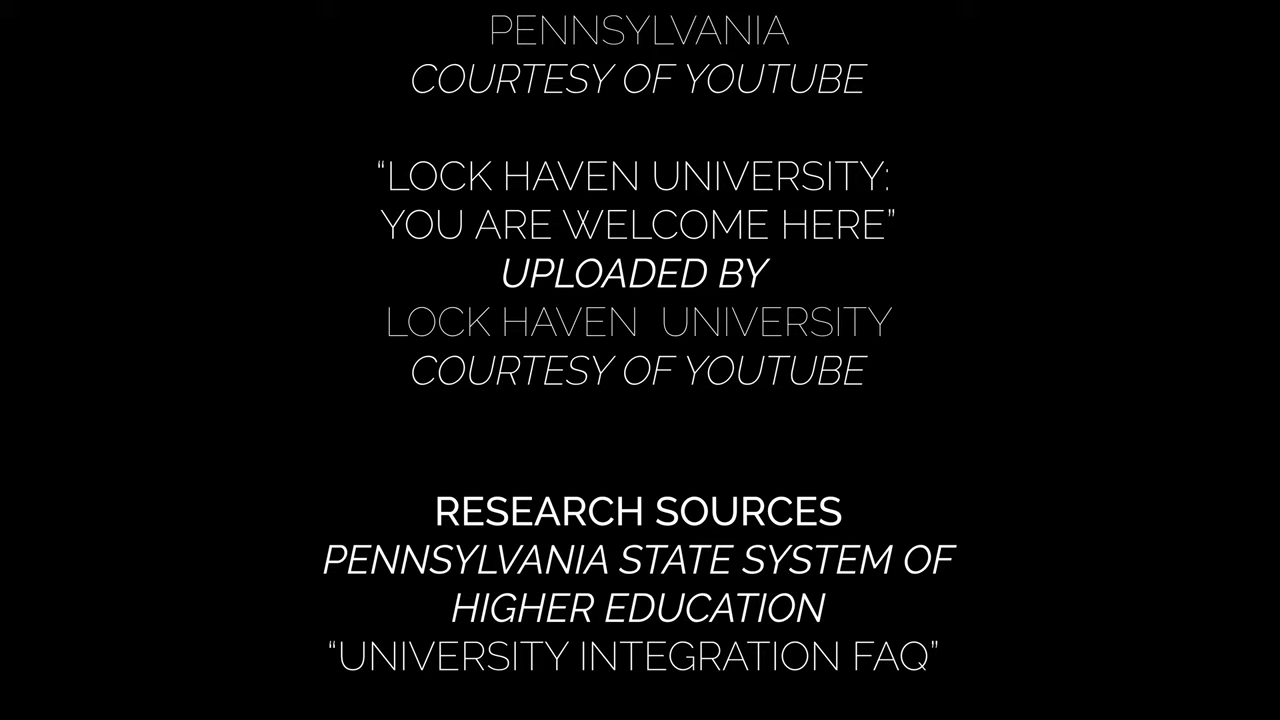 PENNSYLVANIA
COURTESY OF YOUTUBE
“LOCK HAVEN UNIVERSITY:
YOU ARE WELCOME HERE”
UPLOADED BY
LOCK HAVEN  UNIVERSITY
COURTESY OF YOUTUBE
RESEARCH SOURCES
PENNSYLVANIA STATE SYSTEM OF
HIGHER EDUCATION
“UNIVERSITY INTEGRATION FAQ”